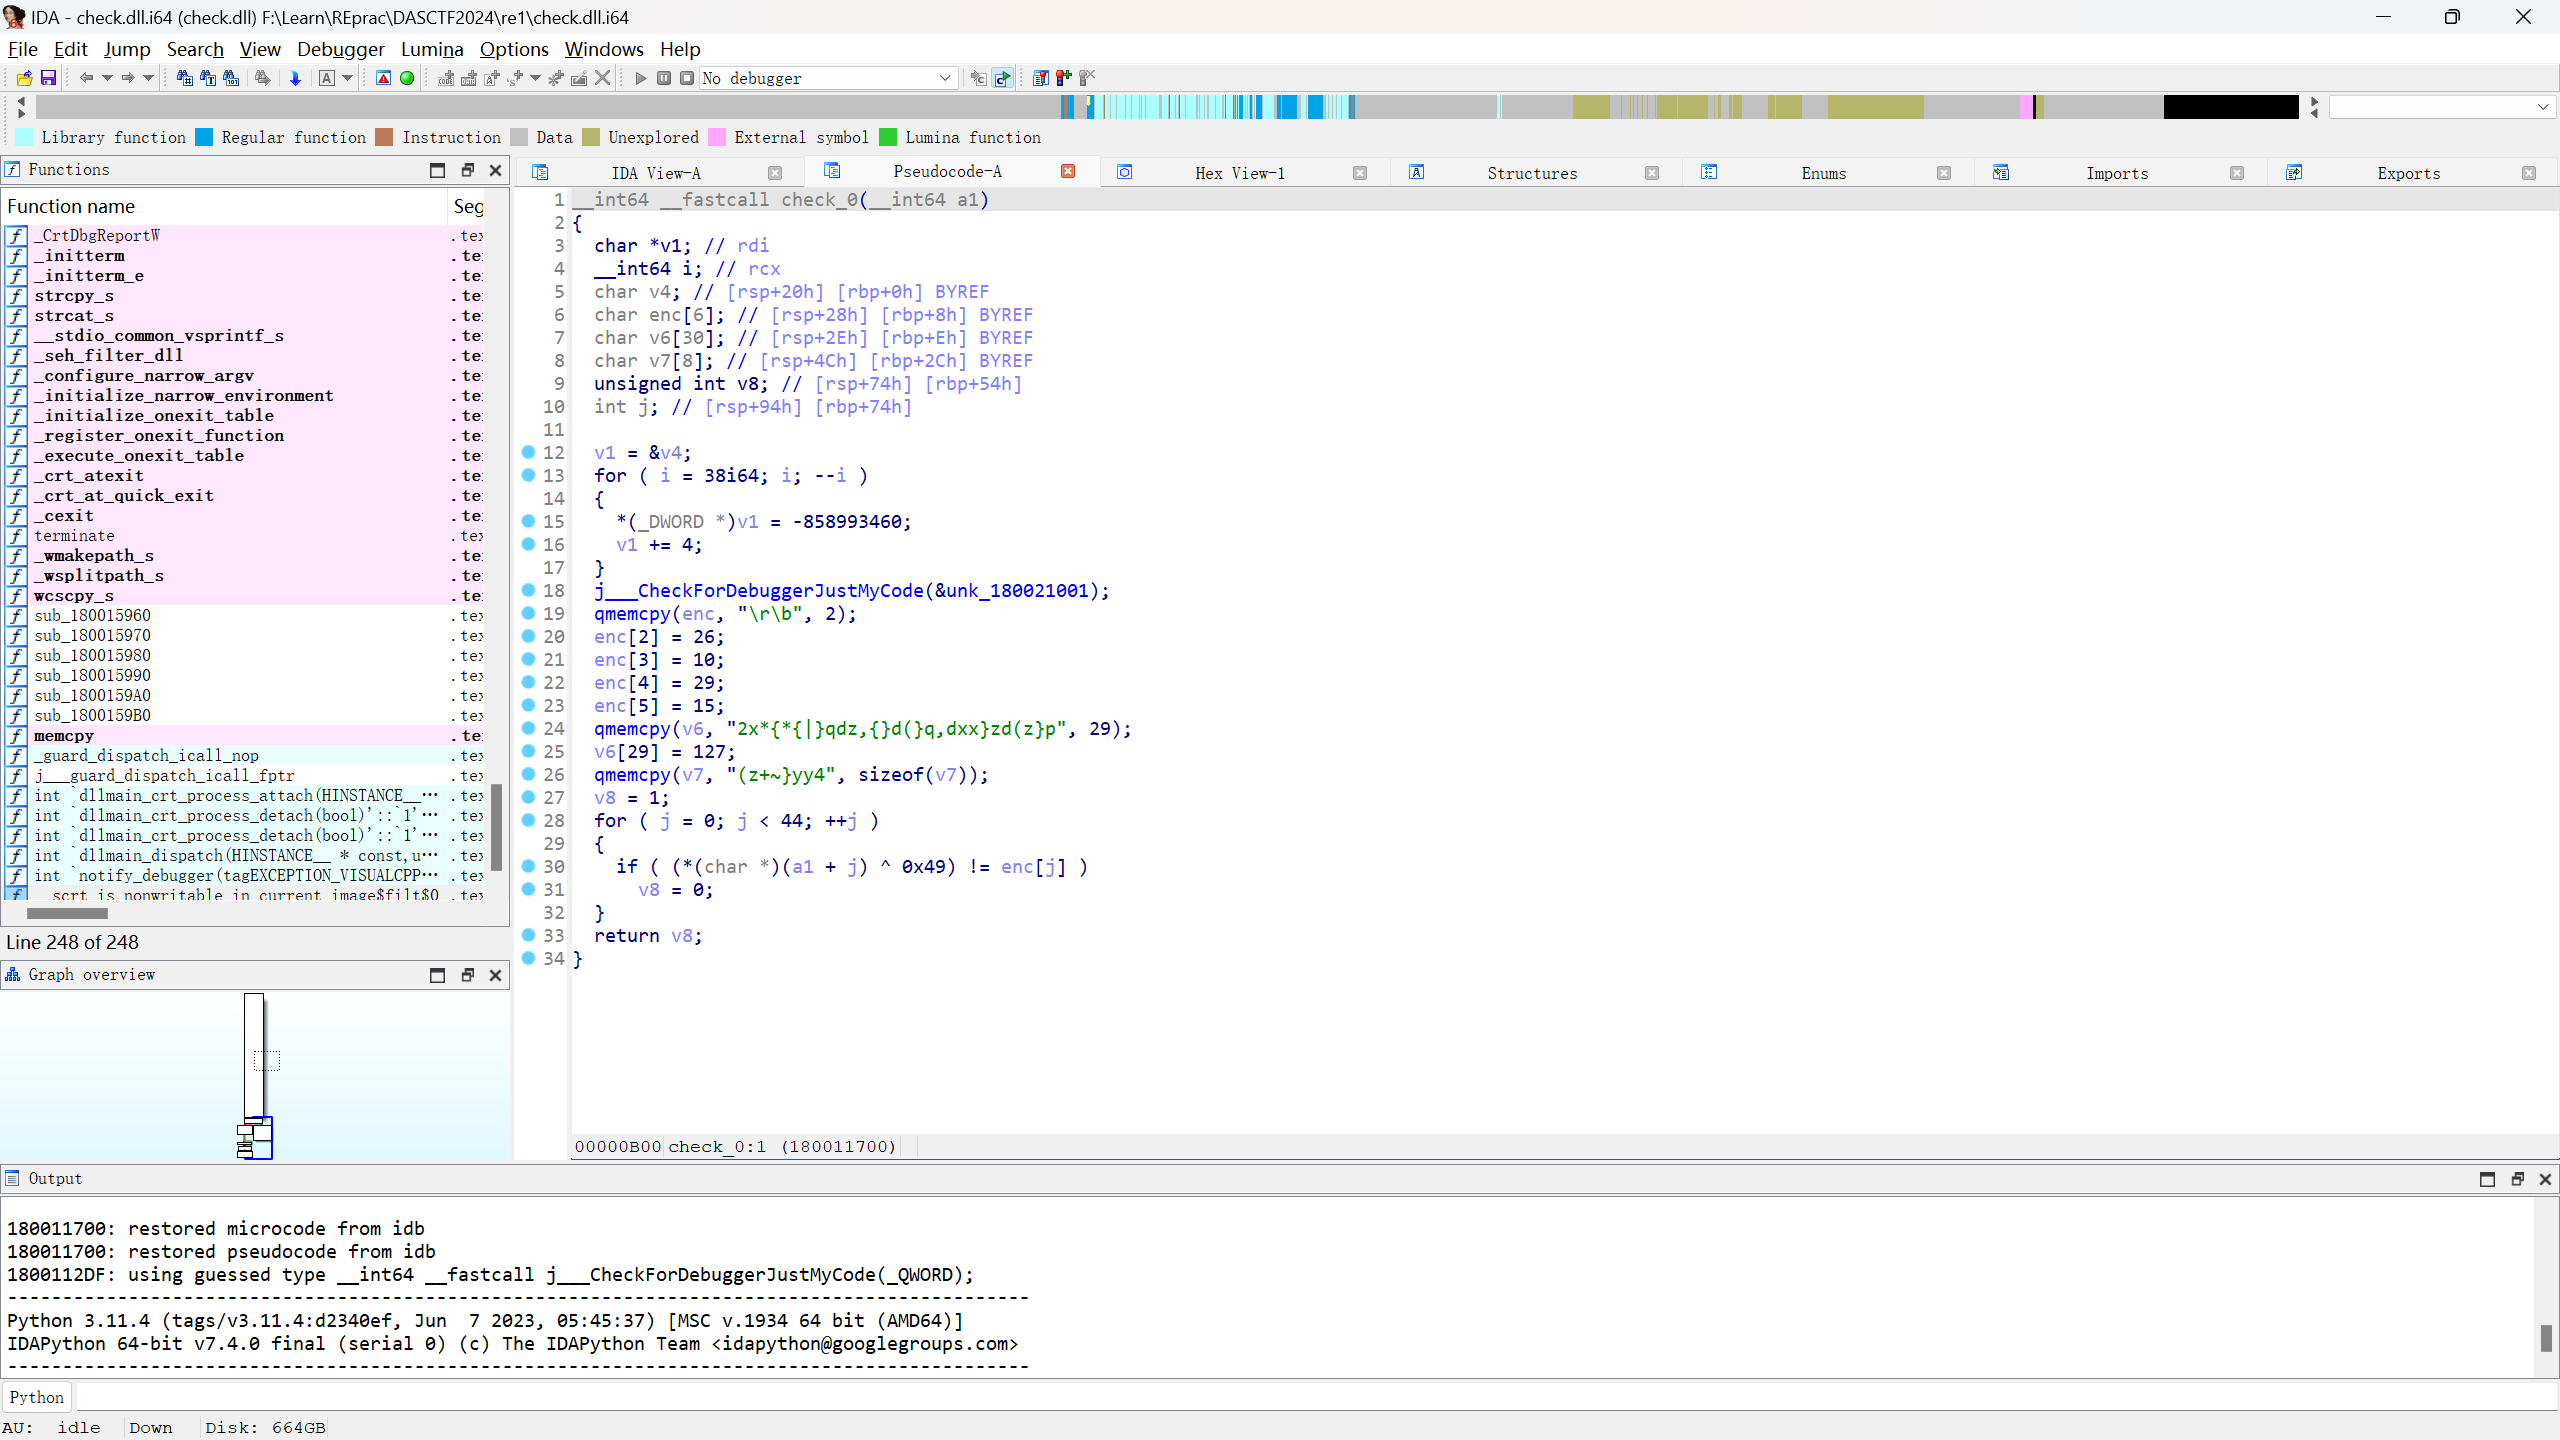 IDA - check.dll.i64 (check.dll) F:\Learn\REprac\DASCTF2024\re1\check.dll.i64
File Edit Jump Search View Debugger Lumina Options Windows Help
No debugger
Library function Regular function Instruction Data Unexplored External symbol Lumina function
Functions
Function name Seg
_CrtDbgReportW .tex
_initterm .te
_initterm_e .te
strcpy_s .te
strcat_s .te
__stdio_common_vsprintf_s .te
_seh_filter_dll .te
_configure_narrow_argv .te
_initialize_narrow_environment .te
_initialize_onexit_table .te
_register_onexit_function .te
_execute_onexit_table .te
_crt_atexit .te
_crt_at_quick_exit .te
_cexit .te
terminate .tex
_wmakepath_s .te
_wsplitpath_s .te
wcscpy_s .te
sub_180015960 .tex
sub_180015970 .tex
sub_180015980 .tex
sub_180015990 .tex
sub_1800159A0 .tex
sub_1800159B0 .tex
memcpy .te
_guard_dispatch_icall_nop .tex
j___guard_dispatch_icall_fptr .tex
int `dllmain_crt_process_attach(HINSTANCE__… .tex
int `dllmain_crt_process_detach(bool)'::`1'… .tex
int `dllmain_crt_process_detach(bool)'::`1'… .tex
int `dllmain_dispatch(HINSTANCE__ * const,u… .tex
int `notify_debugger(tagEXCEPTION_VISUALCPP… .tex
__scrt_is_nonwritable_in_current_image$filt$0 .tex
Line 248 of 248
Graph overview
IDA View-A Pseudocode-A Hex View-1 Structures Enums Imports Exports
1 __int64 __fastcall check_0(__int64 a1)
2 {
3 char *v1; // rdi
4 __int64 i; // rcx
5 char v4; // [rsp+20h] [rbp+0h] BYREF
6 char enc[6]; // [rsp+28h] [rbp+8h] BYREF
7 char v6[30]; // [rsp+2Eh] [rbp+Eh] BYREF
8 char v7[8]; // [rsp+4Ch] [rbp+2Ch] BYREF
9 unsigned int v8; // [rsp+74h] [rbp+54h]
10 int j; // [rsp+94h] [rbp+74h]
11
12 v1 = &v4;
13 for ( i = 38i64; i; --i )
14 {
15 *(_DWORD *)v1 = -858993460;
16 v1 += 4;
17 }
18 j___CheckForDebuggerJustMyCode(&unk_180021001);
19 qmemcpy(enc, "\r\b", 2);
20 enc[2] = 26;
21 enc[3] = 10;
22 enc[4] = 29;
23 enc[5] = 15;
24 qmemcpy(v6, "2x*{*{|}qdz,{}d(}q,dxx}zd(z}p", 29);
25 v6[29] = 127;
26 qmemcpy(v7, "(z+~}yy4", sizeof(v7));
27 v8 = 1;
28 for ( j = 0; j < 44; ++j )
29 {
30 if ( (*(char *)(a1 + j) ^ 0x49) != enc[j] )
31 v8 = 0;
32 }
33 return v8;
34 }
00000B00 check_0:1 (180011700)
Output
180011700: restored microcode from idb
180011700: restored pseudocode from idb
1800112DF: using guessed type __int64 __fastcall j___CheckForDebuggerJustMyCode(_QWORD);
---------------------------------------------------------------------------------------------
Python 3.11.4 (tags/v3.11.4:d2340ef, Jun  7 2023, 05:45:37) [MSC v.1934 64 bit (AMD64)]
IDAPython 64-bit v7.4.0 final (serial 0) (c) The IDAPython Team <idapython@googlegroups.com>
---------------------------------------------------------------------------------------------
Python
AU: idle Down Disk: 664GB